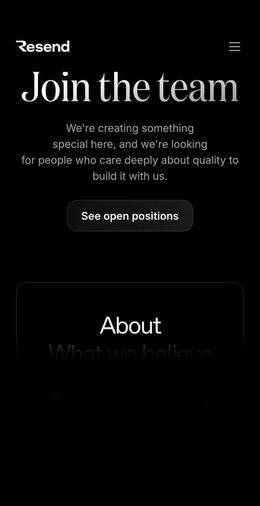 Resend
Join the team
We're creating something
special here, and we're looking
for people who care deeply about quality to
build it with us.
See open positions
About
What we believe